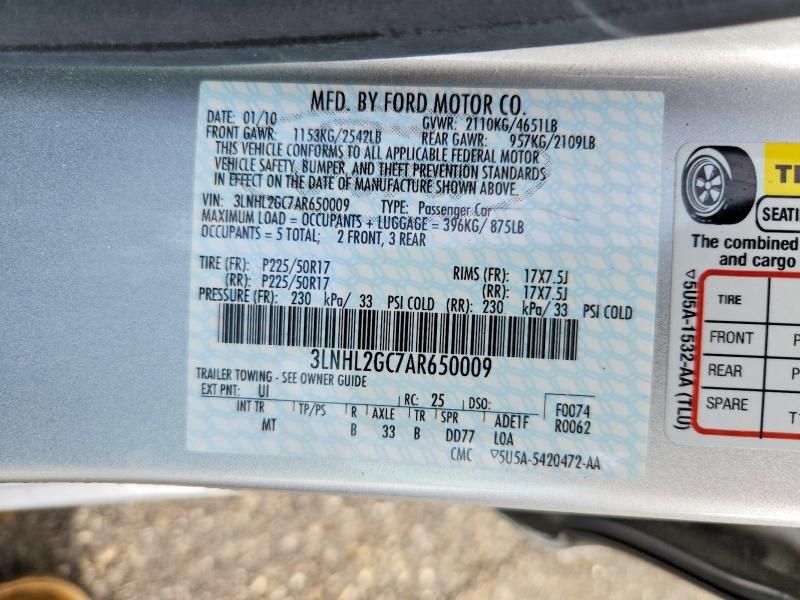 MFD. BY FORD MOTOR CO.
DATE: 01/10 GVWR: 2110KG/4651LB
FRONT GAWR: 1153KG/2542LB REAR GAWR: 957KG/2109LB
THIS VEHICLE CONFORMS TO ALL APPLICABLE FEDERAL MOTOR
VEHICLE SAFETY, BUMPER, AND THEFT PREVENTION STANDARDS
IN EFFECT ON THE DATE OF MANUFACTURE SHOWN ABOVE.
VIN: 3LNHL2GC7AR650009 TYPE: Passenger Car
MAXIMUM LOAD = OCCUPANTS + LUGGAGE = 396KG/ 875LB
OCCUPANTS = 5 TOTAL; 2 FRONT, 3 REAR
TIRE (FR): P225/50R17 RIMS (FR): 17X7.5J
(RR): P225/50R17 (RR): 17X7.5J
PRESSURE (FR): 230 kPa/ 33 PSI COLD (RR): 230 kPa/ 33 PSI COLD
3LNHL2GC7AR650009
TRAILER TOWING - SEE OWNER GUIDE
EXT PNT: UI RC: 25 DSO: F0074
INT TR TP/PS R AXLE TR SPR ADE1F R0062
MT B 33 B DD77 LOA
CMC ▽5U5A-5420472-AA
SEATI
The combined
and cargo
TIRE
FRONT P
REAR P
SPARE T
▽5U5A-1532-AA (TLU)